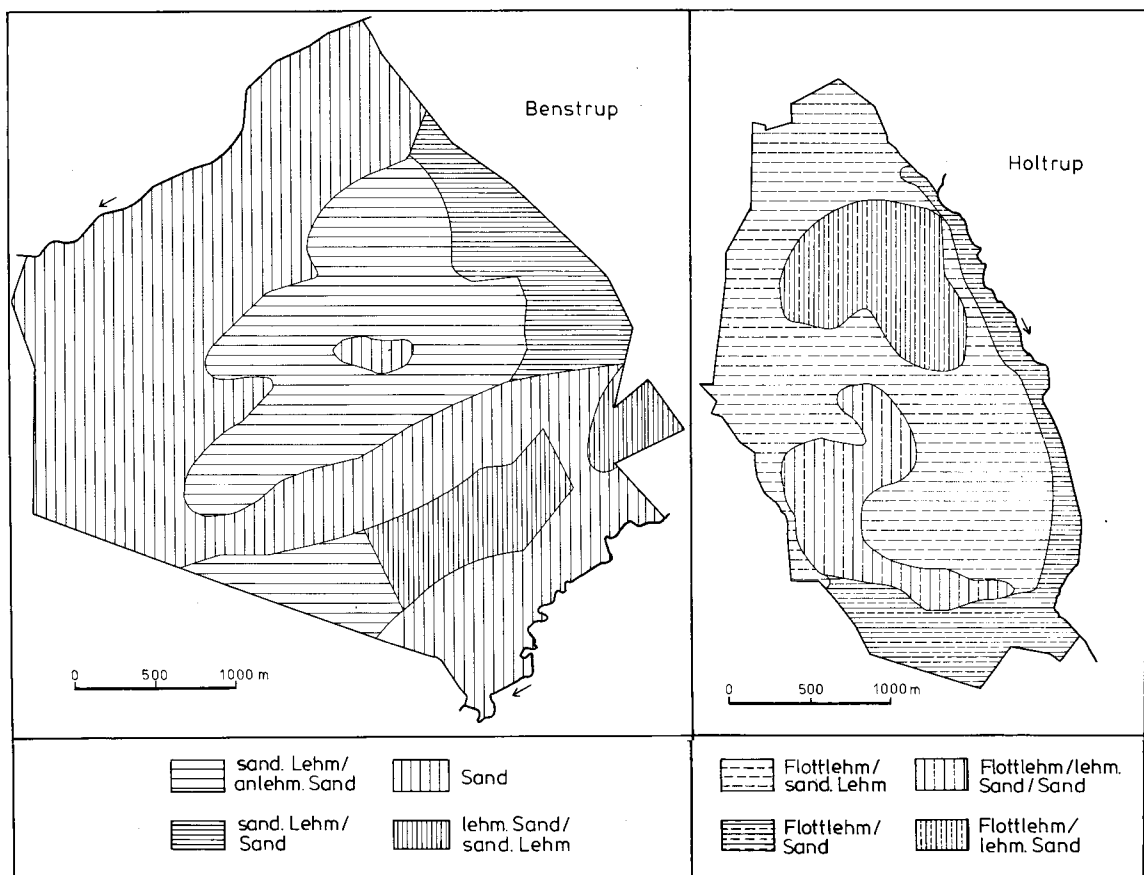 Benstrup
Holtrup
0 500 1000 m
0 500 1000 m
sand. Lehm/
anlehm. Sand
Sand
sand. Lehm/
Sand
lehm. Sand/
sand. Lehm
Flottlehm/
sand. Lehm
Flottlehm/lehm.
Sand/Sand
Flottlehm/
Sand
Flottlehm/
lehm. Sand